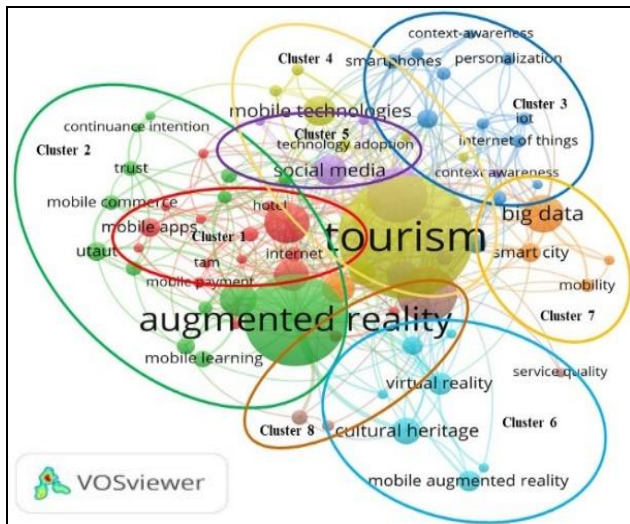 context-awareness
Cluster 4
smartphones
personalization
mobile technologies
Cluster 3
iot
continuance intention
Cluster 5
technology adoption
internet of things
Cluster 2
trust
social media
context-awareness
mobile commerce
hotel
big data
mobile apps
Cluster 1
tourism
utaut
tam
internet
smart city
mobile payment
mobility
augmented reality
Cluster 7
mobile learning
virtual reality
service quality
Cluster 8
cultural heritage
Cluster 6
mobile augmented reality
VOSviewer